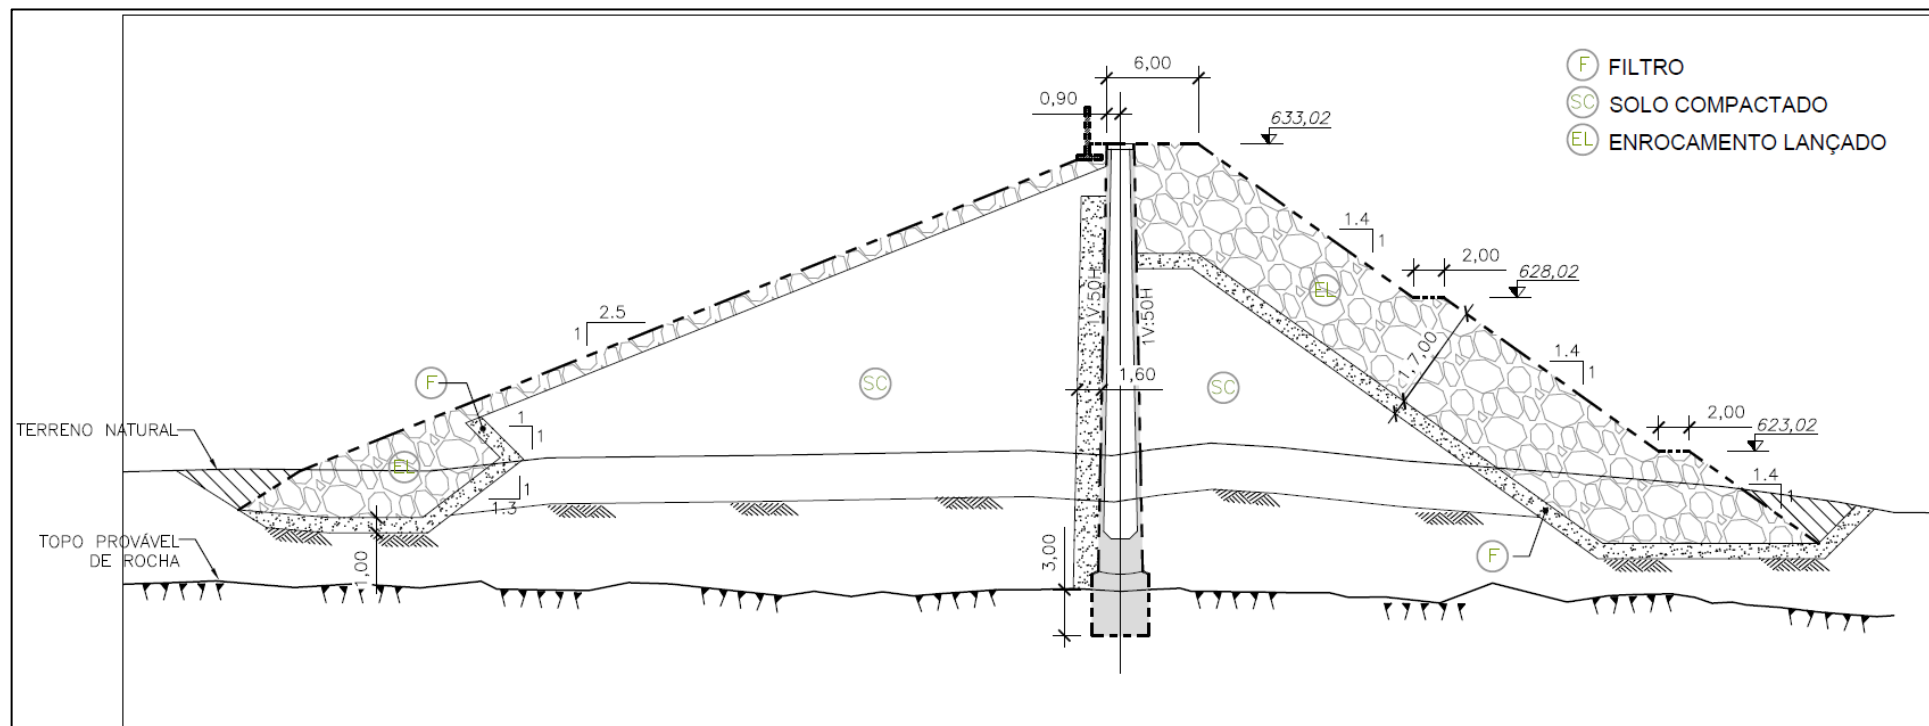 6,00
0,90
633,02
F FILTRO
SC SOLO COMPACTADO
EL ENROCAMENTO LANÇADO
1.4
1
2,00
628,02
EL
1V:50H
1V:50H
2.5
1
1.4
1
1,7,00
F
SC
1,60
SC
2,00
623,02
TERRENO NATURAL
1
1
EL
1.4
1
1
1.3
TOPO PROVÁVEL
DE ROCHA
1,00
3,00
F